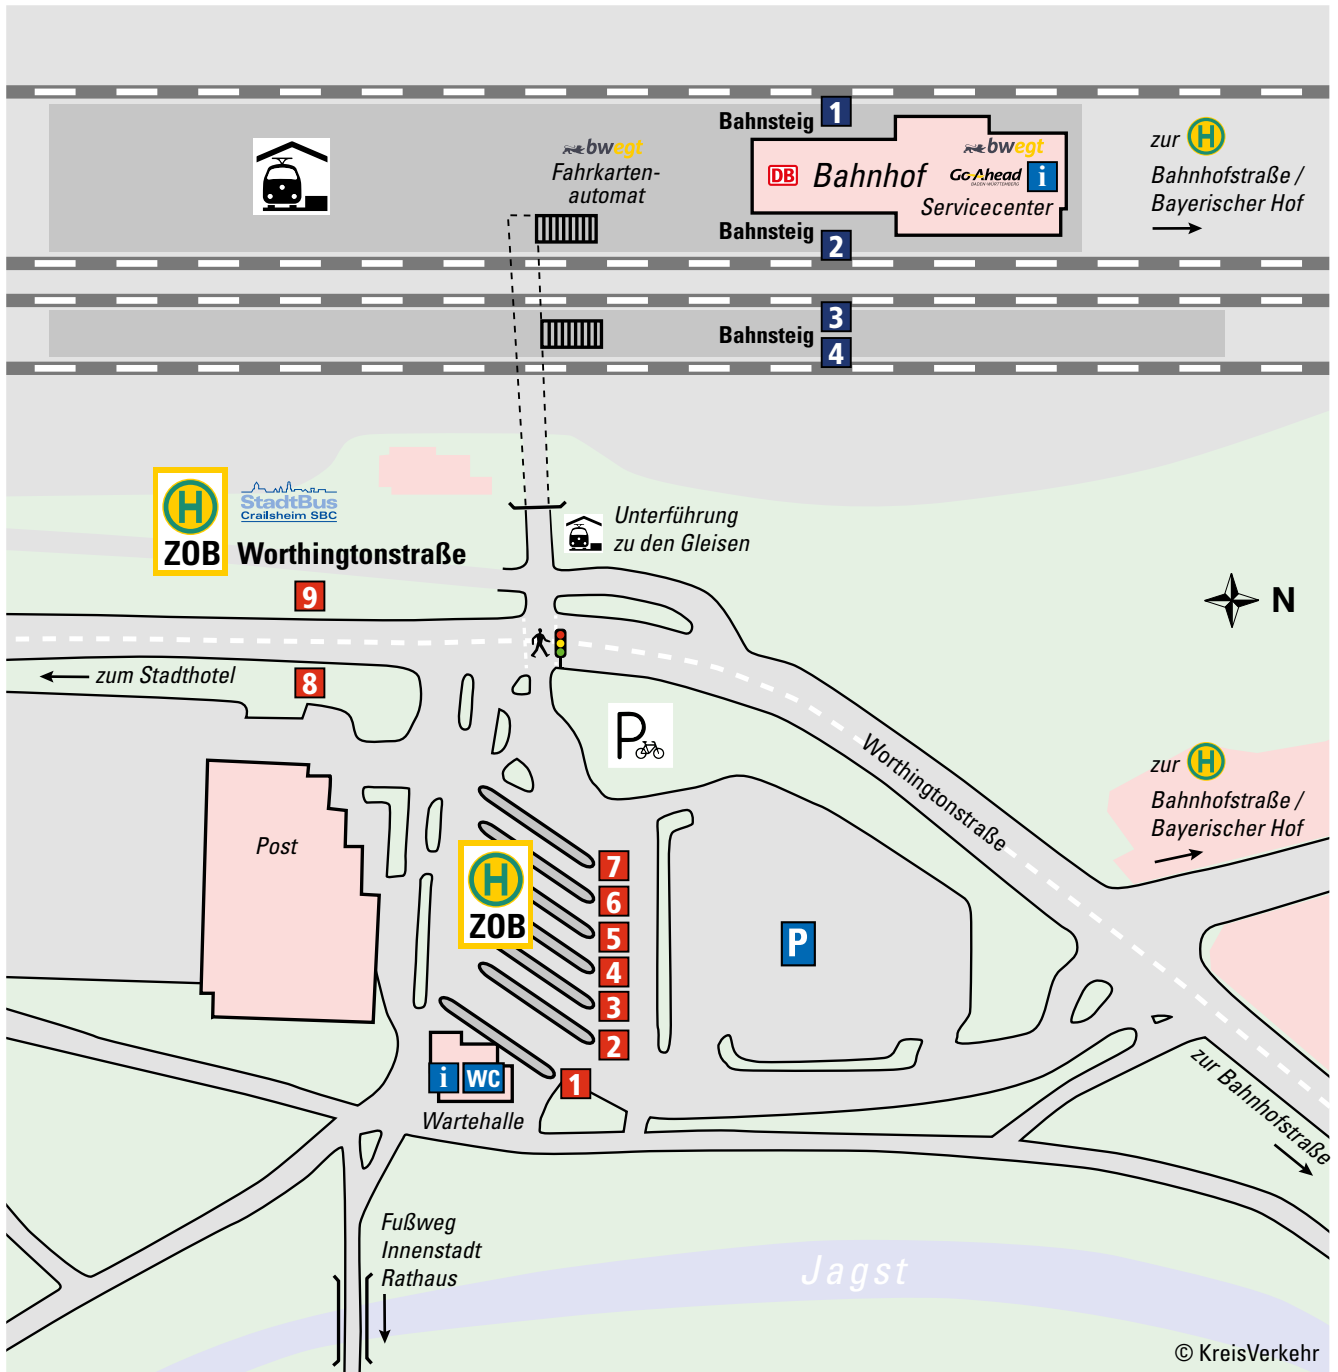 Bahnsteig 1
bwegt
Fahrkarten-
automat
DB Bahnhof
bwegt
Go-Ahead
BADEN-WÜRTTEMBERG
i
Servicecenter
zur H
Bahnhofstraße /
Bayerischer Hof
Bahnsteig 2
Bahnsteig 3
4
H
ZOB
StadtBus
Crailsheim SBC
Worthingtonstraße
Unterführung
zu den Gleisen
9
N
zum Stadthotel
8
P
Worthingtonstraße
zur H
Bahnhofstraße /
Bayerischer Hof
Post
H
ZOB
7
6
5
4
3
2
1
P
i WC
Wartehalle
zur Bahnhofstraße
Fußweg
Innenstadt
Rathaus
Jagst
© KreisVerkehr